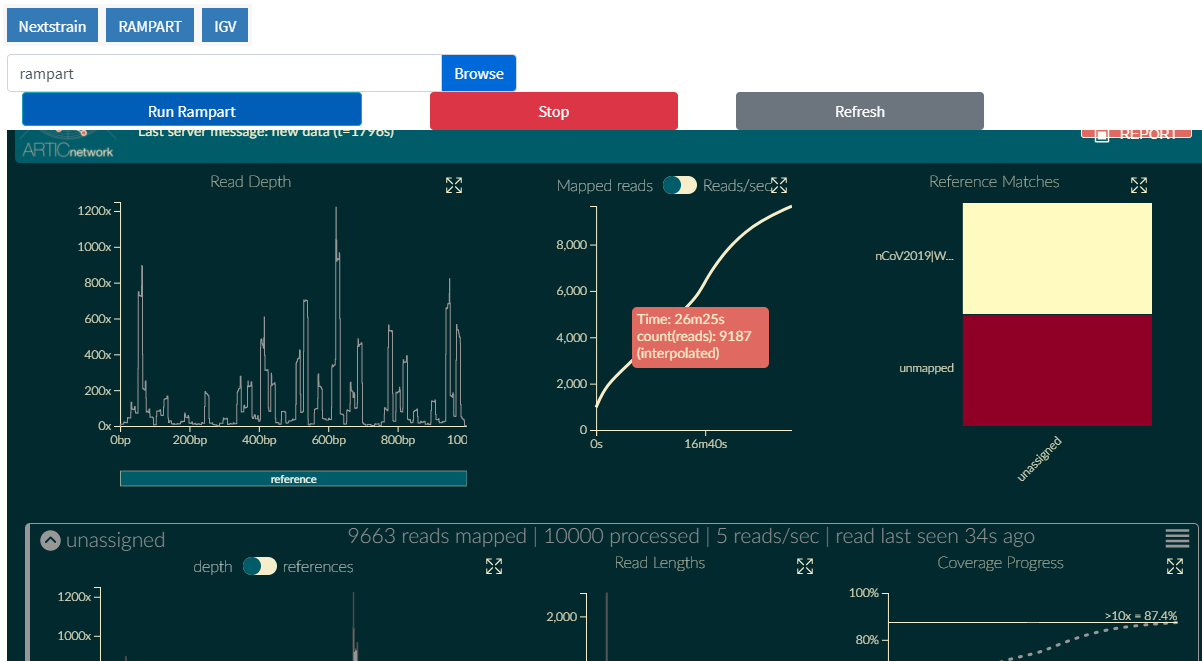 Nextstrain RAMPART IGV
rampart Browse
Run Rampart Stop Refresh
Last server message: new data (t=1796s)
REPORT
ARTICnetwork
Read Depth
Mapped reads Reads/sec
Reference Matches
1200x
1000x
800x
600x
400x
200x
0x
0bp 200bp 400bp 600bp 800bp 100
reference
8,000
6,000
4,000
2,000
0
0s 16m40s
Time: 26m25s
count(reads): 9187
(interpolated)
nCoV2019|W...
unmapped
unassigned
unassigned
9663 reads mapped | 10000 processed | 5 reads/sec | read last seen 34s ago
depth references
Read Lengths
Coverage Progress
1200x
1000x
2,000
100%
80%
>10x = 87.4%